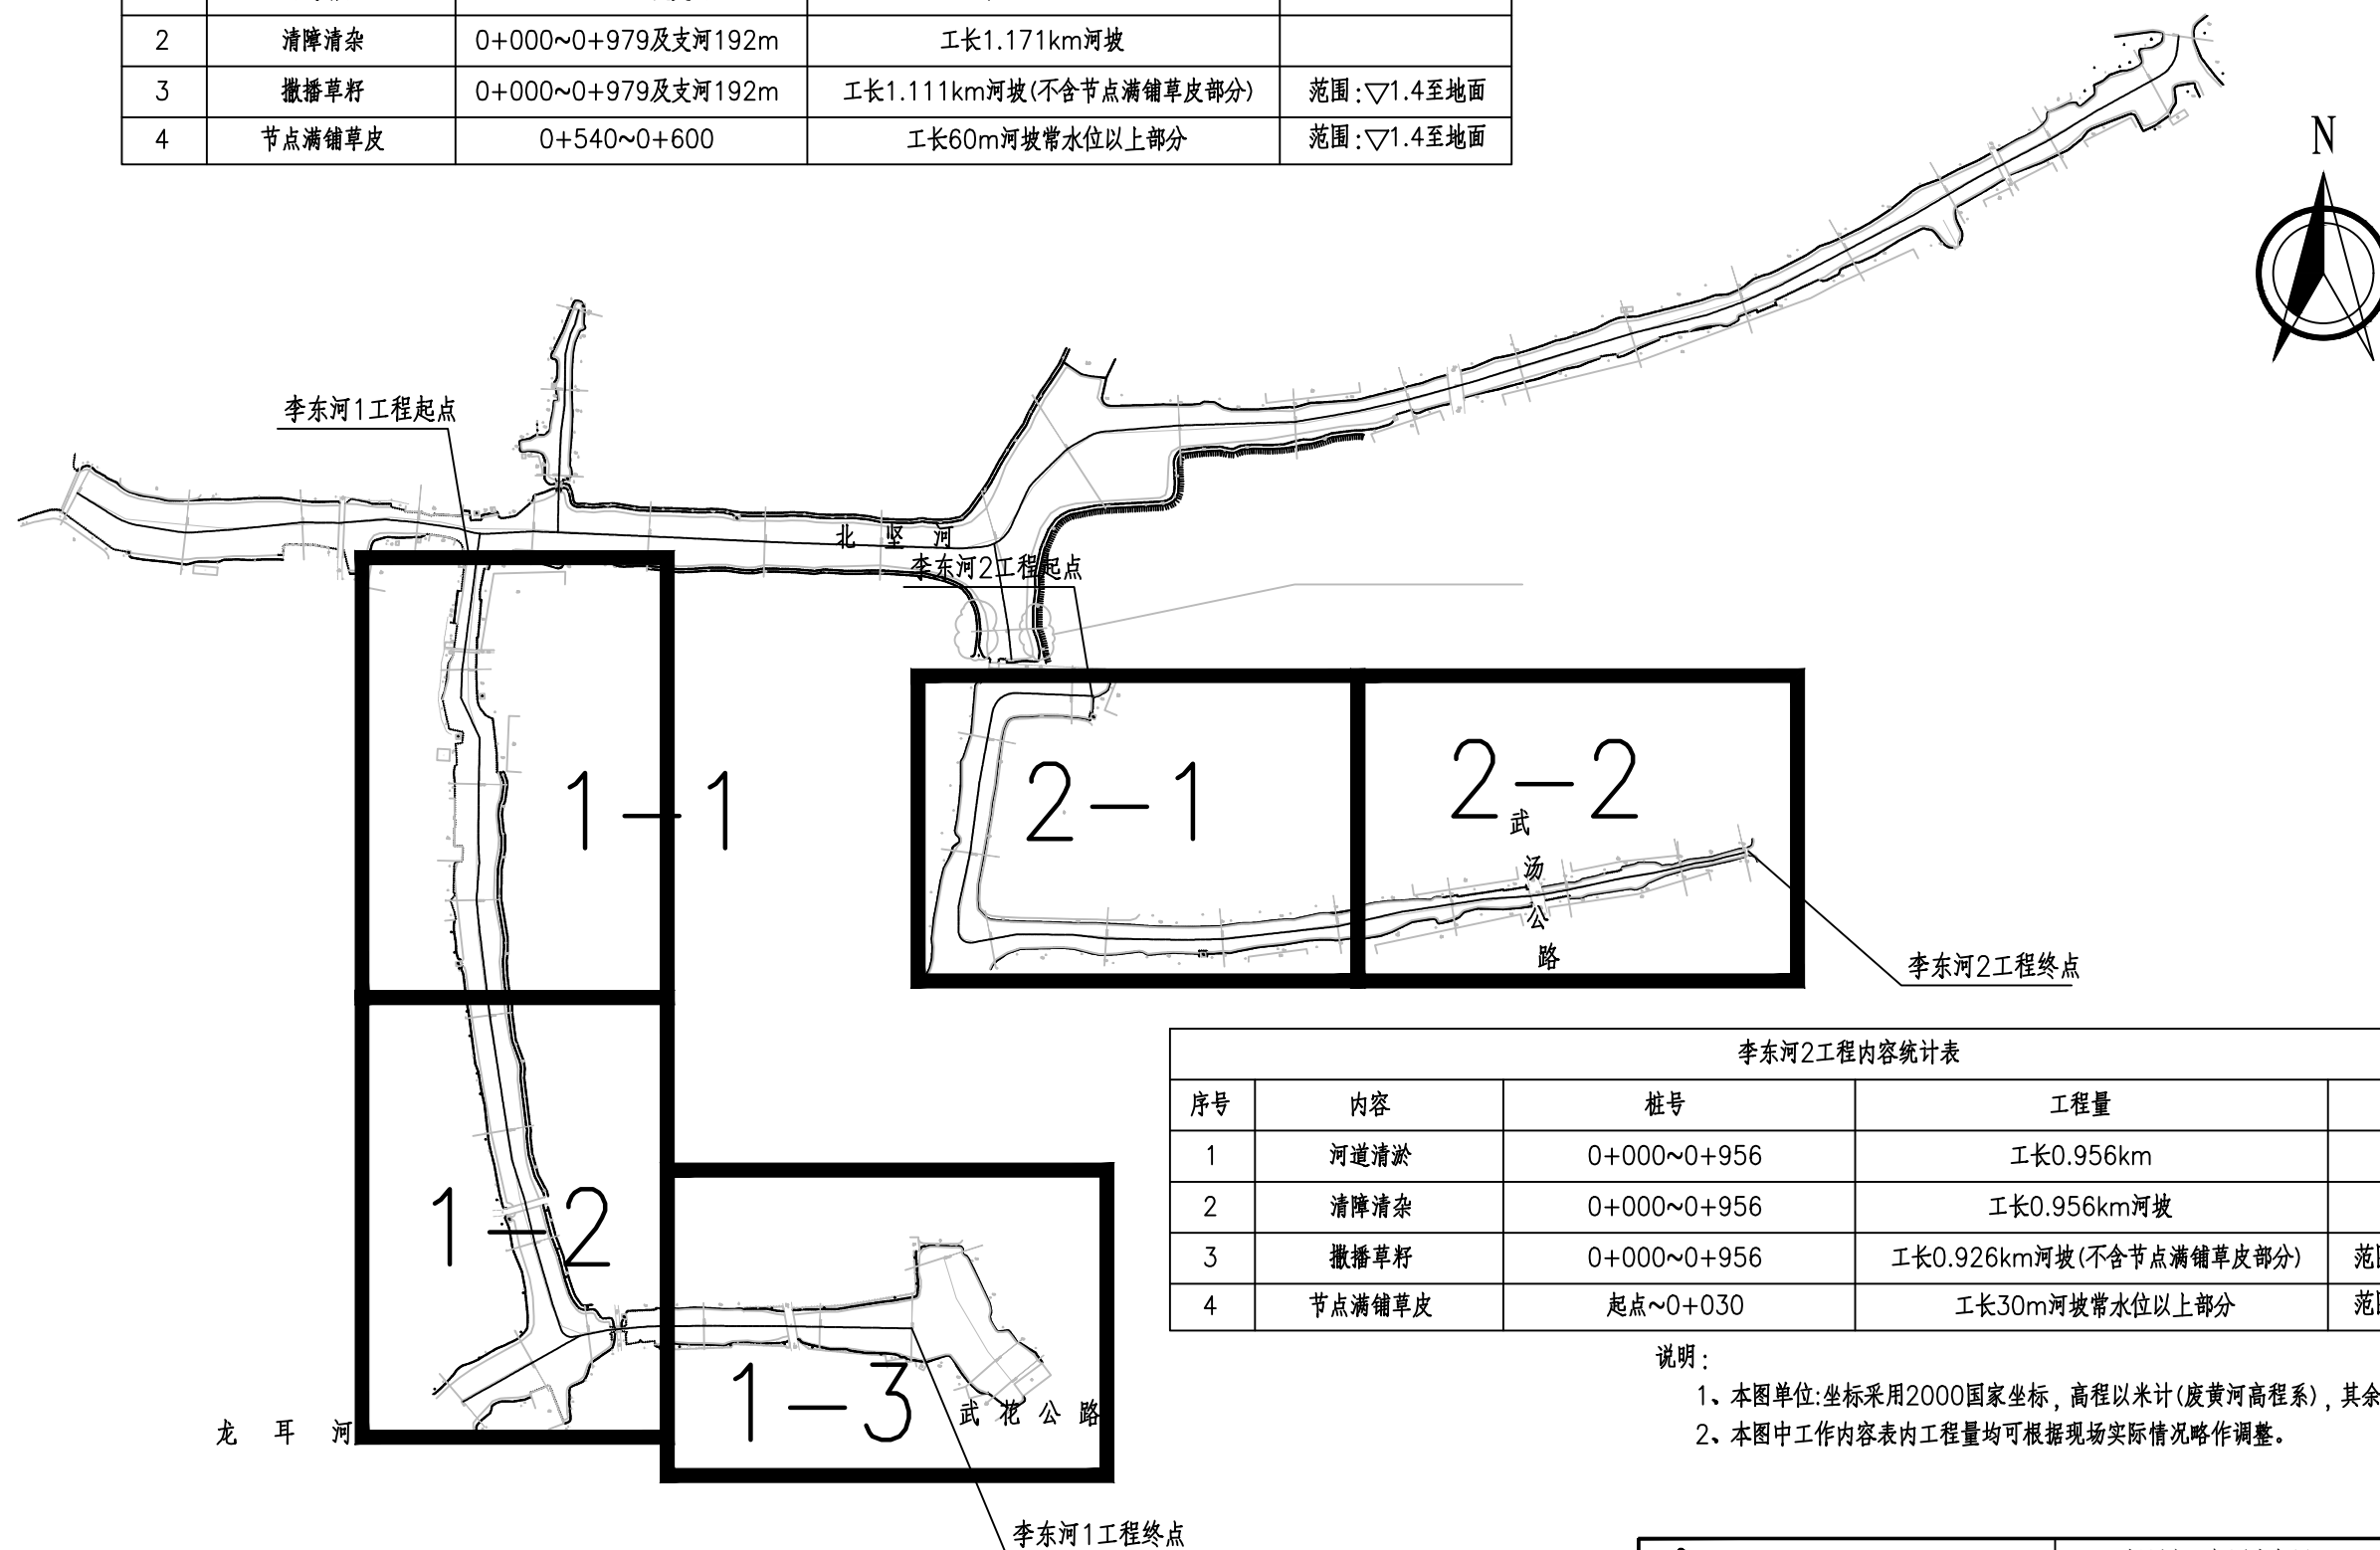 2 清障清杂 0+000~0+979及支河192m 工长1.171km河坡
3 撒播草籽 0+000~0+979及支河192m 工长1.111km河坡(不含节点满铺草皮部分) 范围:▽1.4至地面
4 节点满铺草皮 0+540~0+600 工长60m河坡常水位以上部分 范围:▽1.4至地面
N
李东河1工程起点
北 竖 河
李东河2工程起点
1-1
2-1
2-2
武汤公路
李东河2工程终点
李东河2工程内容统计表
序号 内容 桩号 工程量
1 河道清淤 0+000~0+956 工长0.956km
2 清障清杂 0+000~0+956 工长0.956km河坡
3 撒播草籽 0+000~0+956 工长0.926km河坡(不含节点满铺草皮部分) 范
4 节点满铺草皮 起点~0+030 工长30m河坡常水位以上部分 范
1-2
1-3
武 花 公 路
龙 耳 河
说明:
1、本图单位:坐标采用2000国家坐标,高程以米计(废黄河高程系),其余
2、本图中工作内容表内工程量均可根据现场实际情况略作调整。
李东河1工程终点